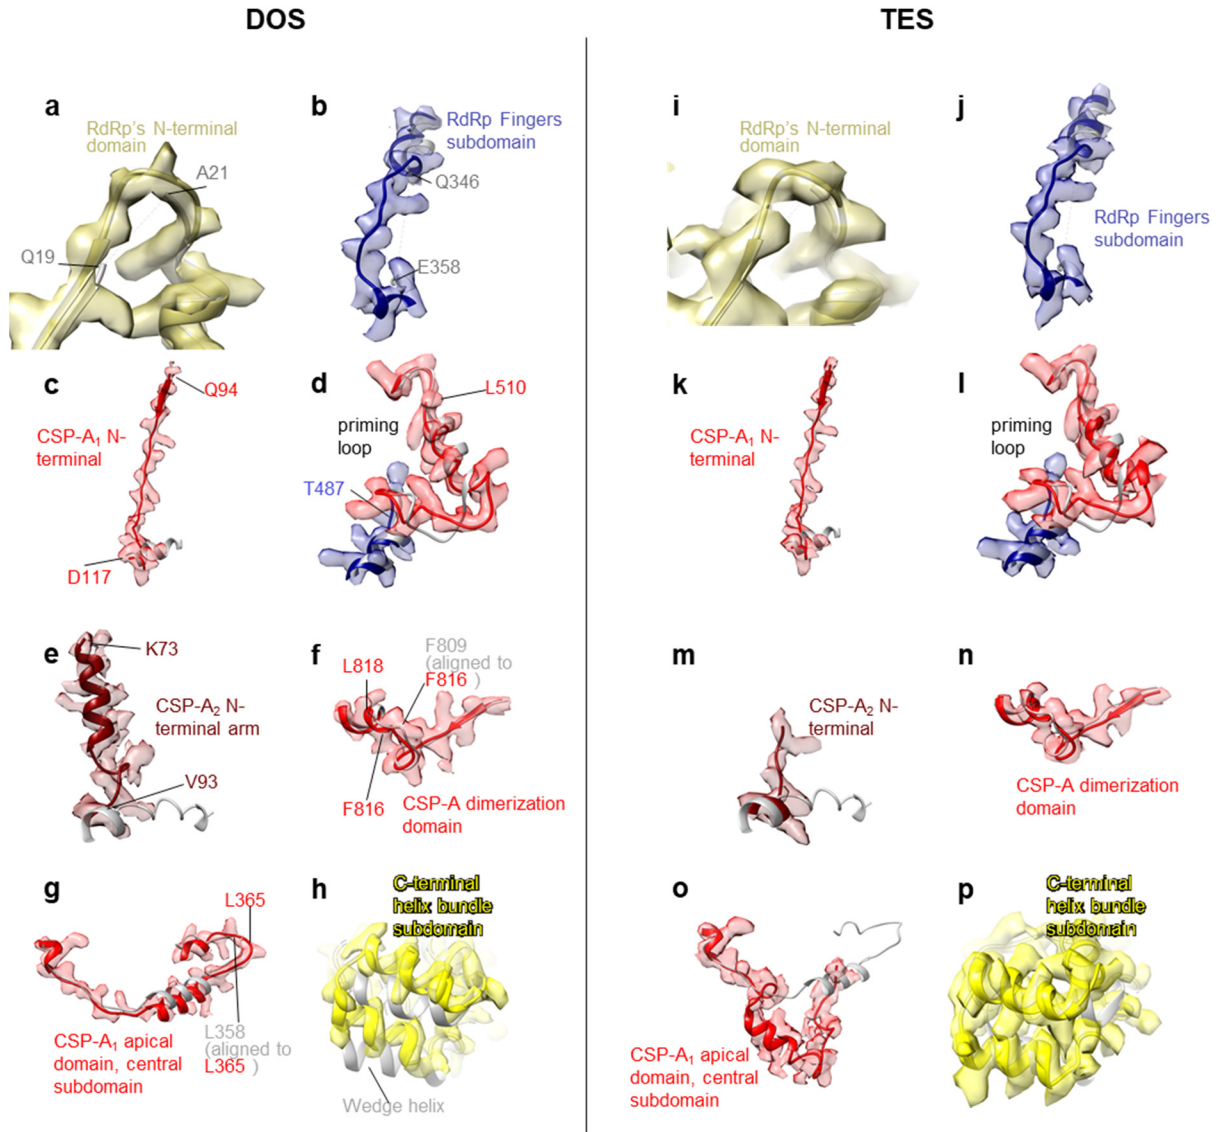 DOS
TES
a
RdRp's N-terminal
domain
A21
Q19
b
RdRp Fingers
subdomain
Q346
E358
i
RdRp's N-terminal
domain
j
RdRp Fingers
subdomain
c
Q94
CSP-A₁ N-
terminal
D117
d
L510
priming
loop
T487
k
CSP-A₁ N-
terminal
l
priming
loop
e
K73
CSP-A₂ N-
terminal arm
V93
f
F809
(aligned to
F816 )
L818
F816
CSP-A dimerization
domain
m
CSP-A₂ N-
terminal
n
CSP-A dimerization
domain
g
L365
L358
(aligned to
L365 )
CSP-A₁ apical
domain, central
subdomain
h
C-terminal
helix bundle
subdomain
Wedge helix
o
CSP-A₁ apical
domain, central
subdomain
p
C-terminal
helix bundle
subdomain